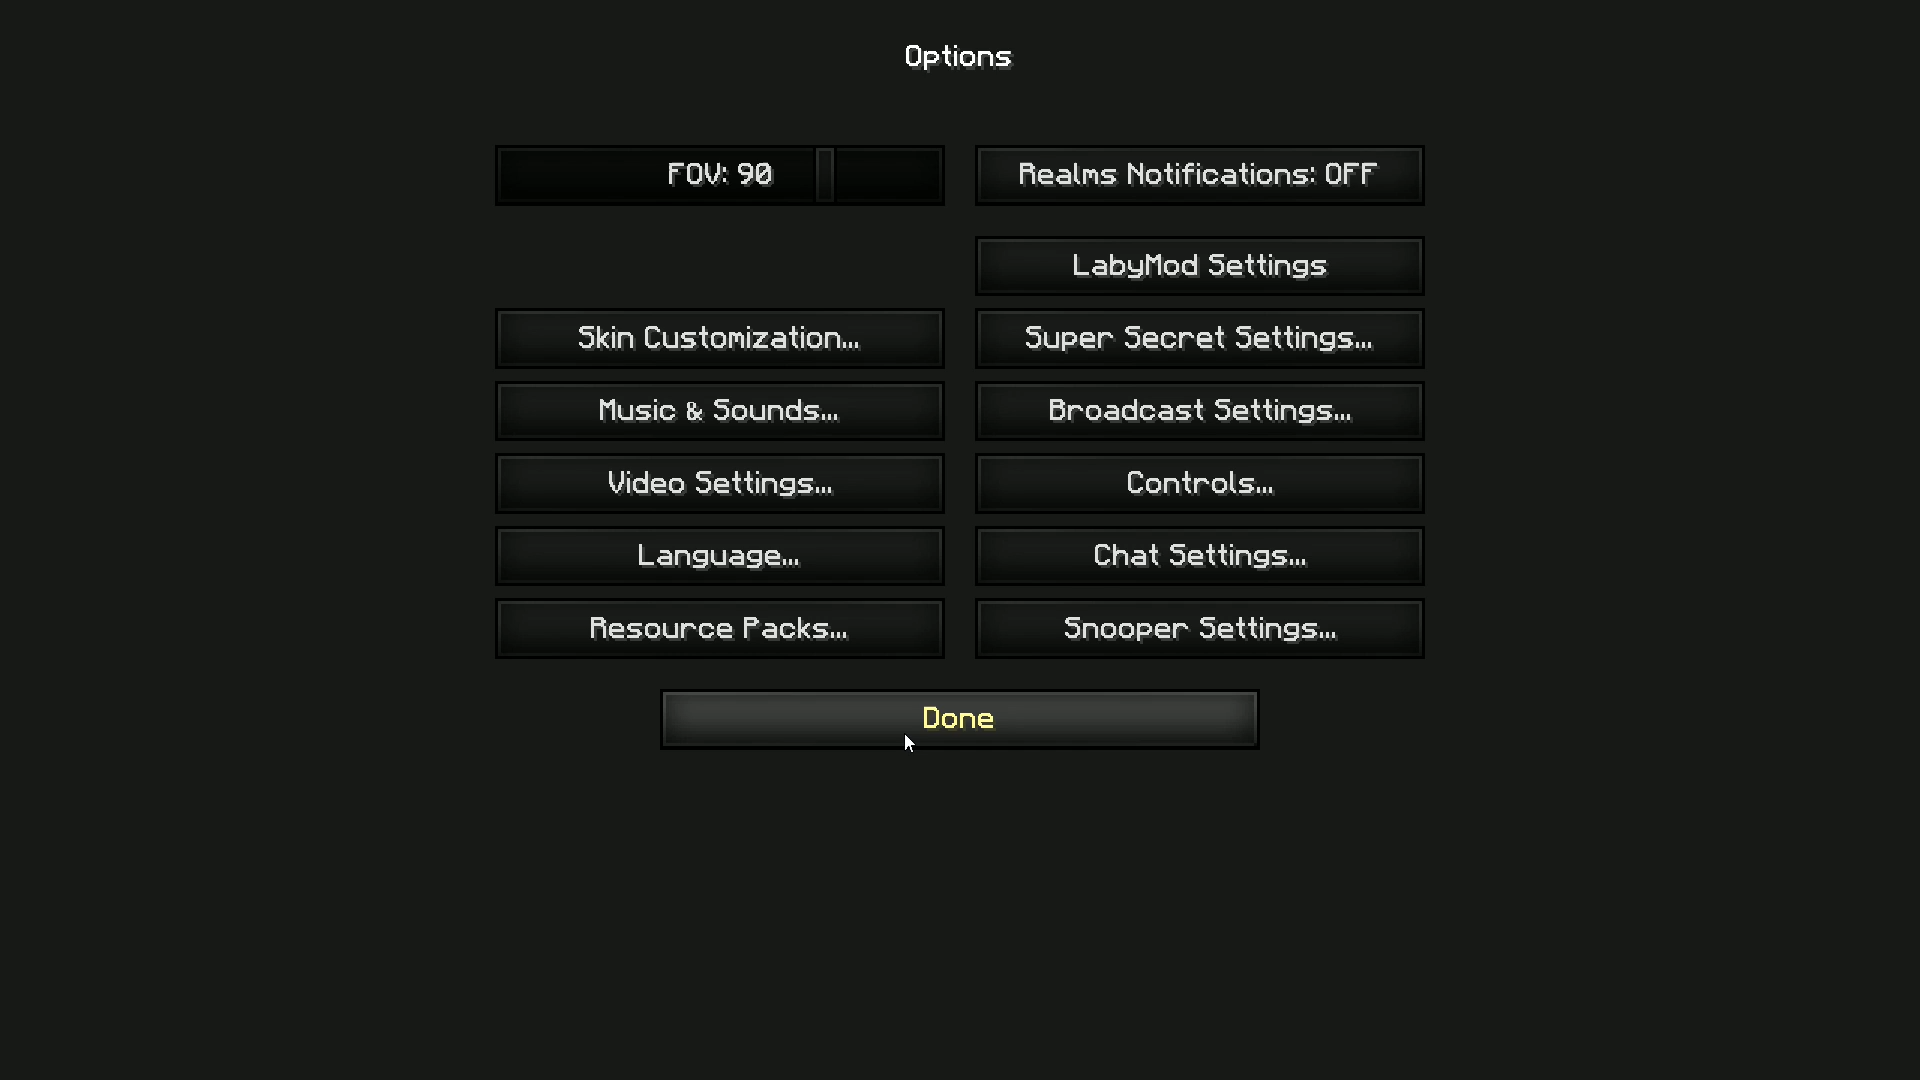 Options
FOV: 90
Realms Notifications: OFF
LabyMod Settings
Skin Customization...
Super Secret Settings...
Music & Sounds...
Broadcast Settings...
Video Settings...
Controls...
Language...
Chat Settings...
Resource Packs...
Snooper Settings...
Done